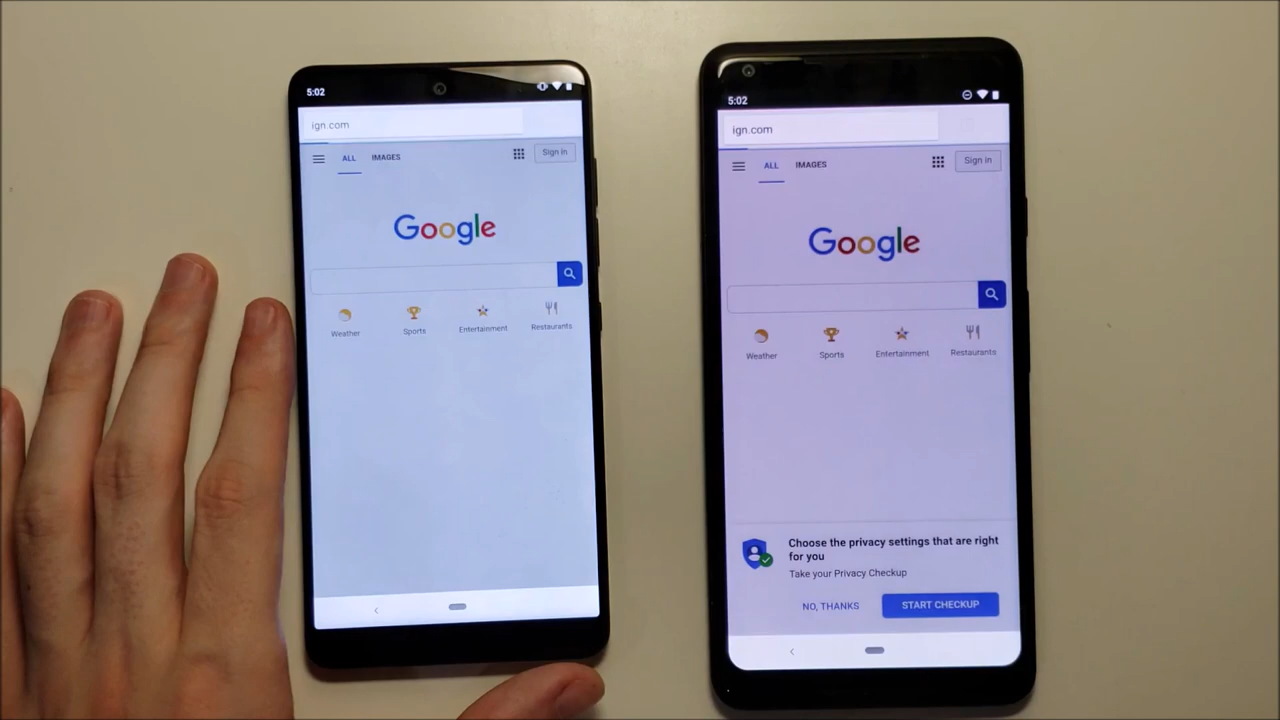 5:02
ign.com
ALL IMAGES Sign in
Google
Weather Sports Entertainment Restaurants
5:02
ign.com
ALL IMAGES Sign in
Google
Weather Sports Entertainment Restaurants
Choose the privacy settings that are right
for you
Take your Privacy Checkup
NO, THANKS START CHECKUP